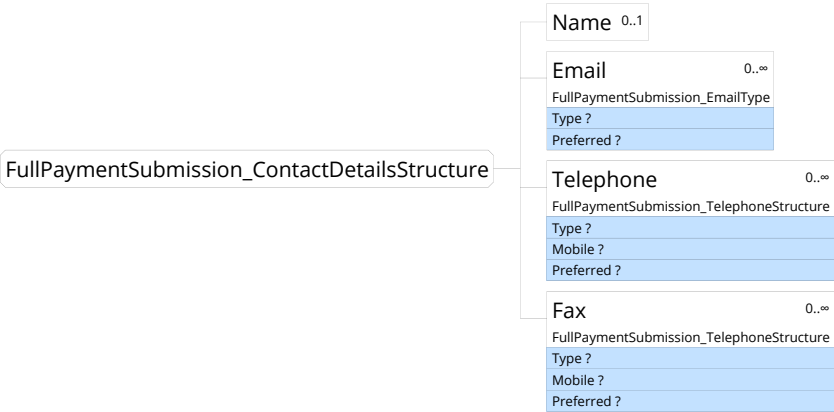 Name 0..1
Email 0..∞
FullPaymentSubmission_EmailType
Type ?
Preferred ?
FullPaymentSubmission_ContactDetailsStructure
Telephone 0..∞
FullPaymentSubmission_TelephoneStructure
Type ?
Mobile ?
Preferred ?
Fax 0..∞
FullPaymentSubmission_TelephoneStructure
Type ?
Mobile ?
Preferred ?